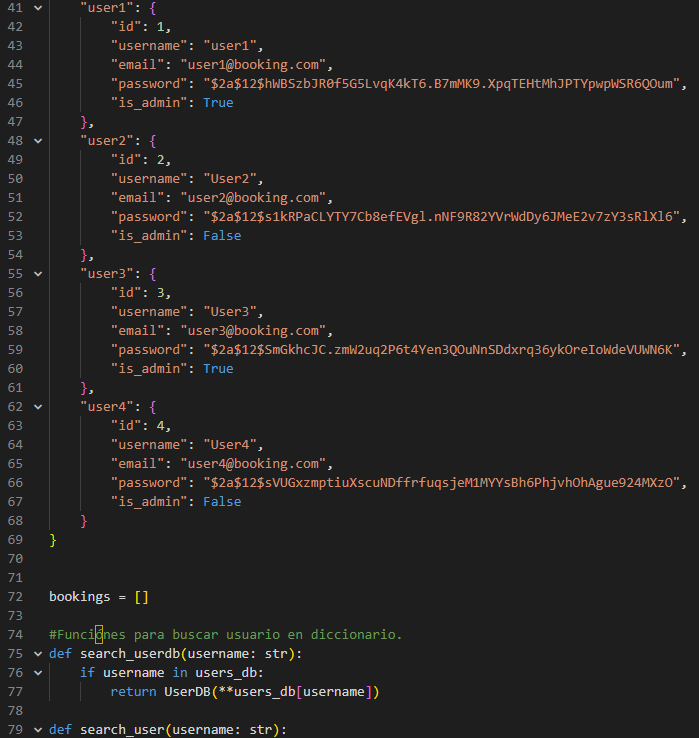 41 "user1": {
42 "id": 1,
43 "username": "user1",
44 "email": "user1@booking.com",
45 "password": "$2a$12$hWBSzbJR0f5G5LvqK4kT6.B7mMK9.XpqTEHtMhJPTYpwpWSR6QOum",
46 "is_admin": True
47 },
48 "user2": {
49 "id": 2,
50 "username": "User2",
51 "email": "user2@booking.com",
52 "password": "$2a$12$s1kRPaCLYTY7Cb8efEVgl.nNF9R82YVrWdDy6JMeE2v7zY3sRlXl6",
53 "is_admin": False
54 },
55 "user3": {
56 "id": 3,
57 "username": "User3",
58 "email": "user3@booking.com",
59 "password": "$2a$12$SmGkhcJC.zmW2uq2P6t4Yen3QOuNnSDdxrq36ykOreIoWdeVUWN6K",
60 "is_admin": True
61 },
62 "user4": {
63 "id": 4,
64 "username": "User4",
65 "email": "user4@booking.com",
66 "password": "$2a$12$sVUGxzmptiuXscuNDffrfuqsjeM1MYYsBh6PhjvhOhAgue924MXzO",
67 "is_admin": False
68 }
69 }
70
71
72 bookings = []
73
74 #Funciónes para buscar usuario en diccionario.
75 def search_userdb(username: str):
76 if username in users_db:
77 return UserDB(**users_db[username])
78
79 def search_user(username: str):